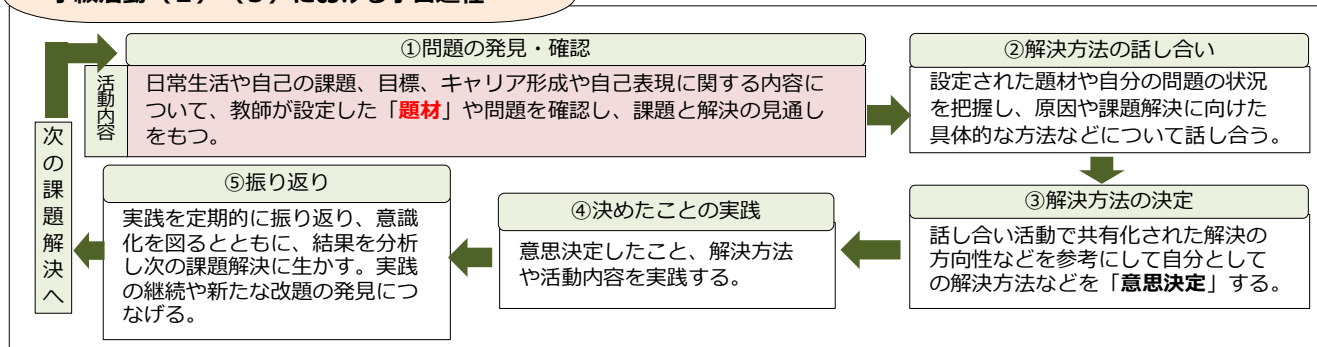 ①問題の発見・確認
活動内容
日常生活や自己の課題、目標、キャリア形成や自己表現に関する内容に
ついて、教師が設定した「題材」や問題を確認し、課題と解決の見通し
をもつ。
②解決方法の話し合い
設定された題材や自分の問題の状況
を把握し、原因や課題解決に向けた
具体的な方法などについて話し合う。
③解決方法の決定
話し合い活動で共有化された解決の
方向性などを参考にして自分として
の解決方法などを「意思決定」する。
④決めたことの実践
意思決定したこと、解決方法
や活動内容を実践する。
⑤振り返り
実践を定期的に振り返り、意識
化を図るとともに、結果を分析
し次の課題解決に生かす。実践
の継続や新たな改題の発見につ
なげる。
次の課題解決へ